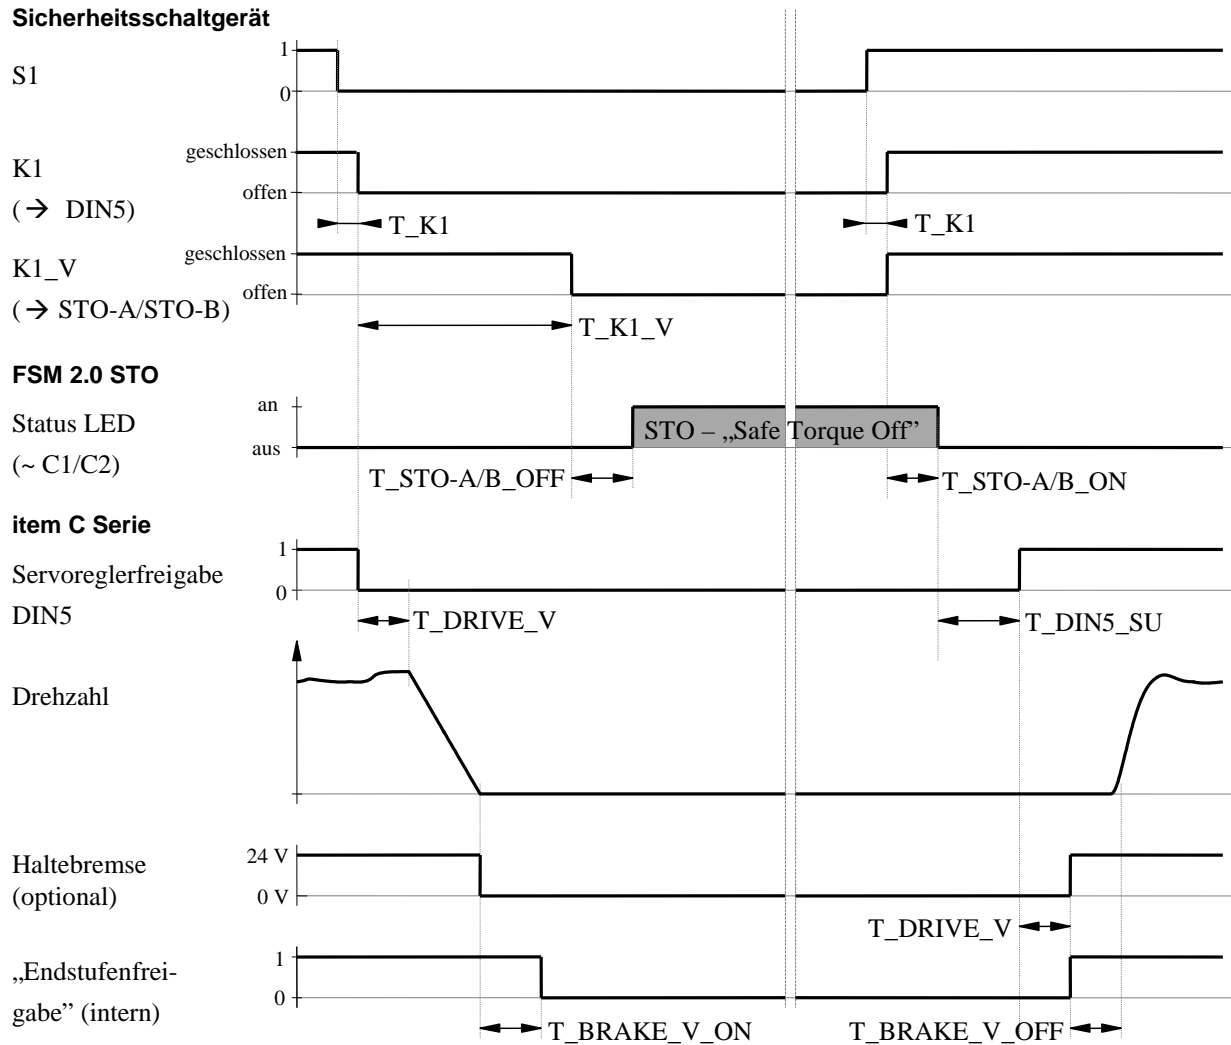 Sicherheitsschaltgerät
S1
1
0
K1
(→ DIN5)
geschlossen
offen
T_K1
T_K1
K1_V
(→ STO-A/STO-B)
geschlossen
offen
T_K1_V
FSM 2.0 STO
Status LED
(~ C1/C2)
an
aus
STO – „Safe Torque Off”
T_STO-A/B_OFF
T_STO-A/B_ON
item C Serie
Servoreglerfreigabe
DIN5
1
0
T_DRIVE_V
T_DIN5_SU
Drehzahl
Haltebremse
(optional)
24 V
0 V
T_DRIVE_V
„Endstufenfrei-
gabe” (intern)
1
0
T_BRAKE_V_ON
T_BRAKE_V_OFF